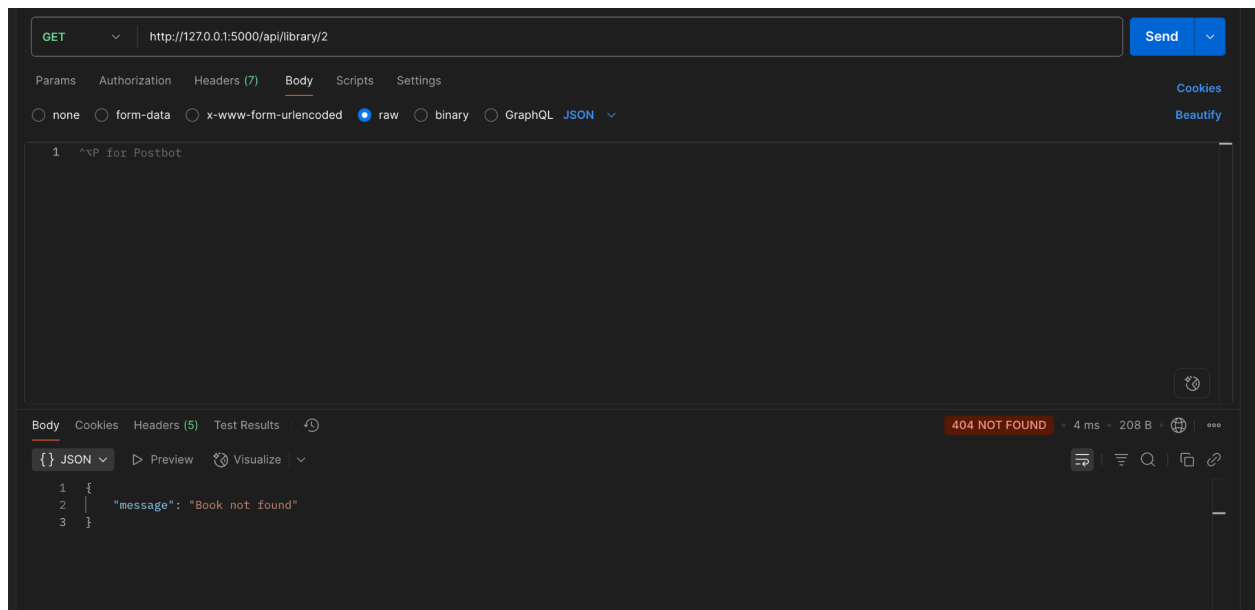 GET http://127.0.0.1:5000/api/library/2 Send
Params Authorization Headers (7) Body Scripts Settings Cookies
none form-data x-www-form-urlencoded raw binary GraphQL JSON Beautify
1 ^⌥P for Postbot
Body Cookies Headers (5) Test Results 404 NOT FOUND • 4 ms • 208 B
{} JSON Preview Visualize
1 {
2 "message": "Book not found"
3 }